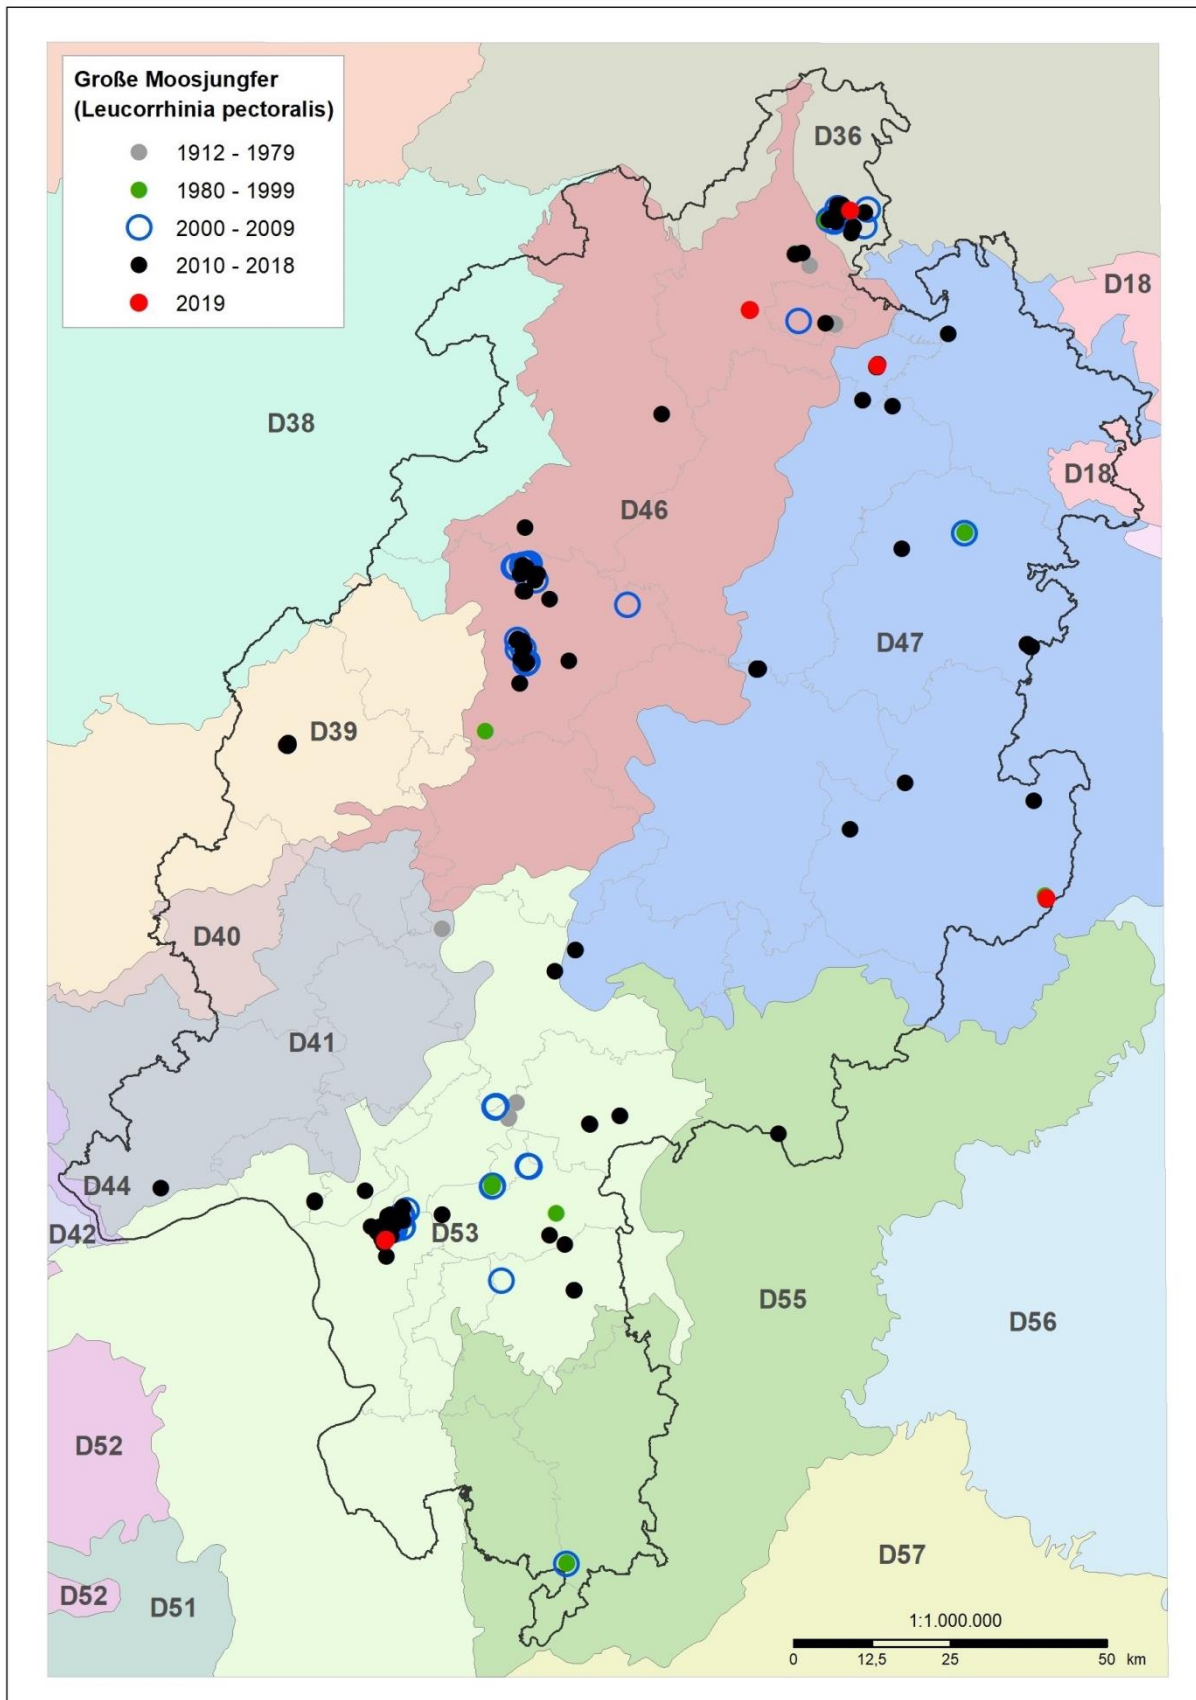 Große Moosjungfer
(Leucorrhinia pectoralis)
1912 - 1979
1980 - 1999
2000 - 2009
2010 - 2018
2019
D36
D18
D38
D18
D46
D47
D39
D40
D41
D44
D42
D53
D55
D56
D52
D57
D52
D51
1:1.000.000
0 12,5 25 50 km